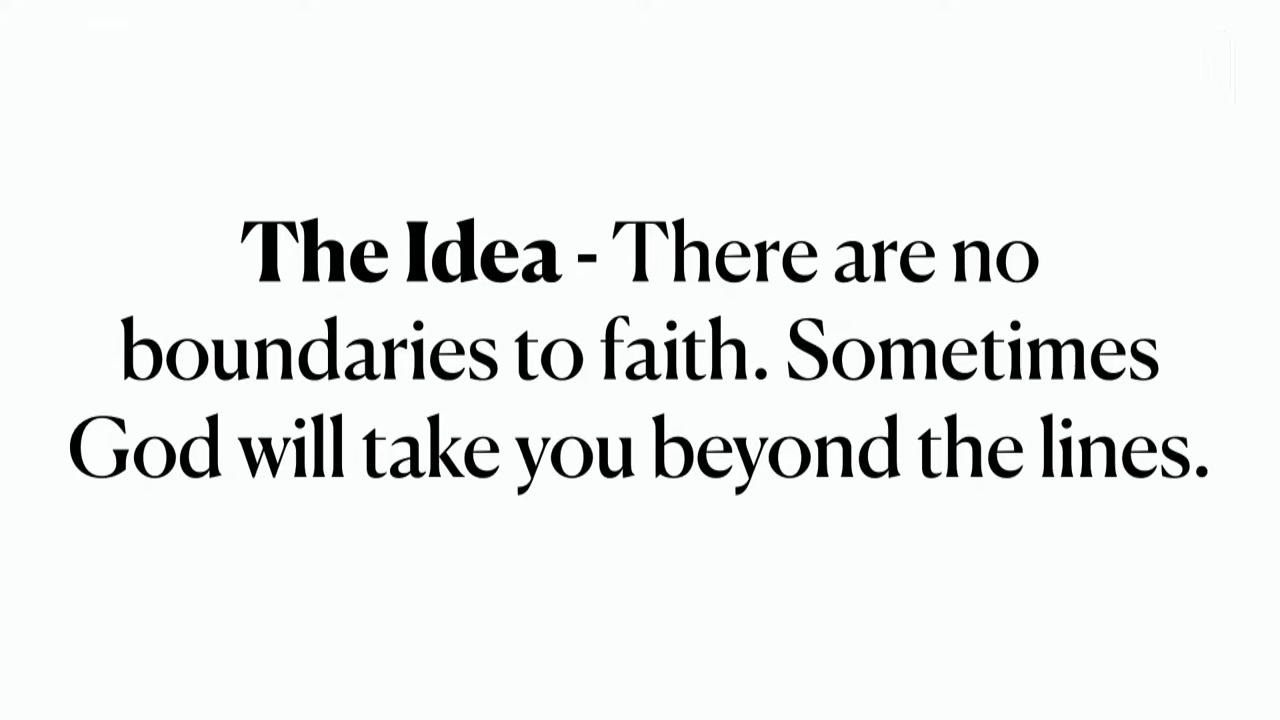 The Idea - There are no
boundaries to faith. Sometimes
God will take you beyond the lines.